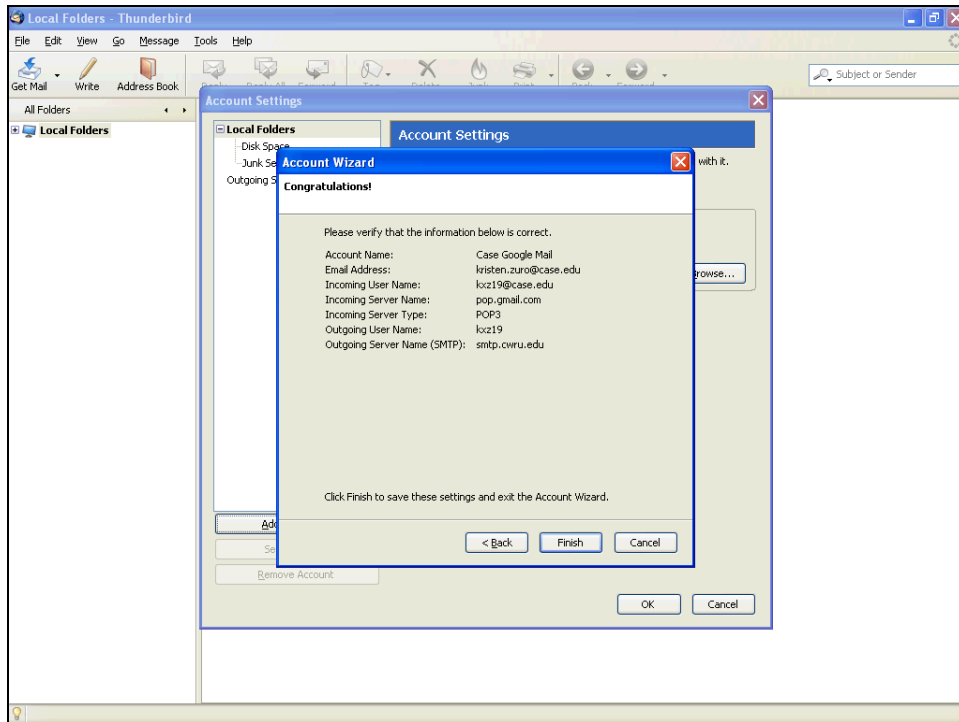 Local Folders - Thunderbird
File Edit View Go Message Tools Help
Get Mail Write Address Book
Subject or Sender
All Folders
Local Folders
Account Settings
Local Folders
Disk Space
Junk Se
Outgoing S
Account Settings
with it.
Browse...
Account Wizard
Congratulations!
Please verify that the information below is correct.
Account Name: Case Google Mail
Email Address: kristen.zuro@case.edu
Incoming User Name: kxz19@case.edu
Incoming Server Name: pop.gmail.com
Incoming Server Type: POP3
Outgoing User Name: kxz19
Outgoing Server Name (SMTP): smtp.cwru.edu
Click Finish to save these settings and exit the Account Wizard.
< Back Finish Cancel
Ad
Se
Remove Account
OK Cancel